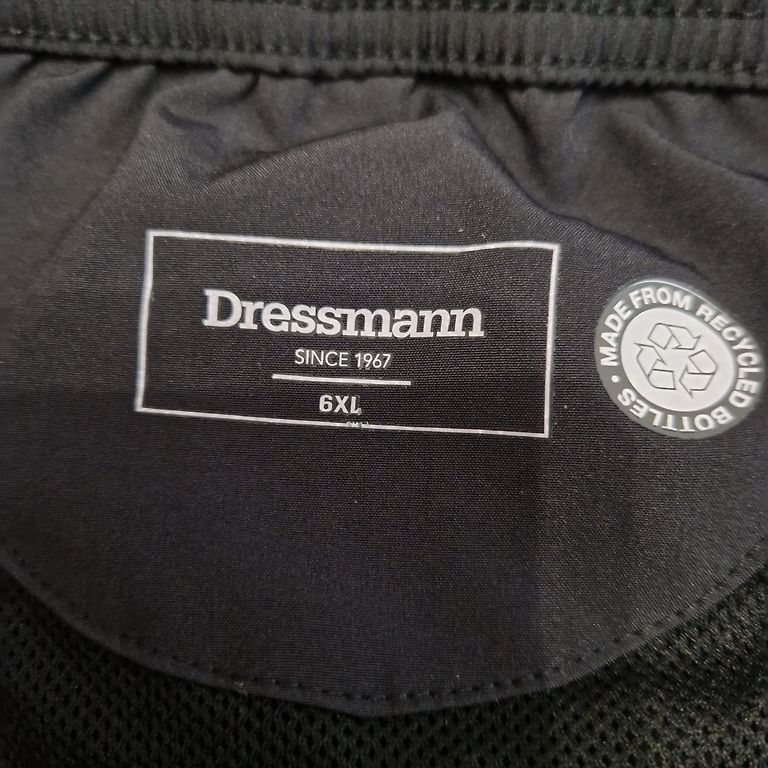 Dressmann
SINCE 1967
6XL
MADE FROM RECYCLED BOTTLES •